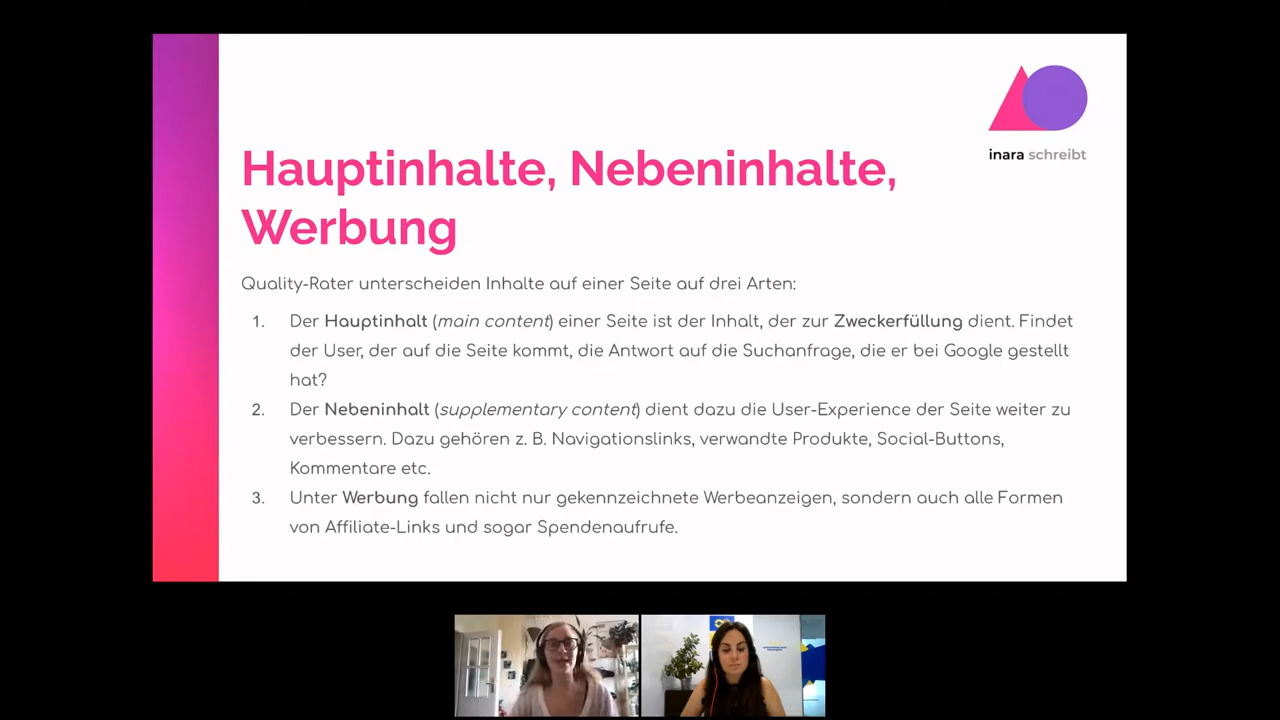 inara schreibt
Hauptinhalte, Nebeninhalte,
Werbung
Quality-Rater unterscheiden Inhalte auf einer Seite auf drei Arten:
1. Der Hauptinhalt (main content) einer Seite ist der Inhalt, der zur Zweckerfüllung dient. Findet
der User, der auf die Seite kommt, die Antwort auf die Suchanfrage, die er bei Google gestellt
hat?
2. Der Nebeninhalt (supplementary content) dient dazu die User-Experience der Seite weiter zu
verbessern. Dazu gehören z. B. Navigationslinks, verwandte Produkte, Social-Buttons,
Kommentare etc.
3. Unter Werbung fallen nicht nur gekennzeichnete Werbeanzeigen, sondern auch alle Formen
von Affiliate-Links und sogar Spendenaufrufe.